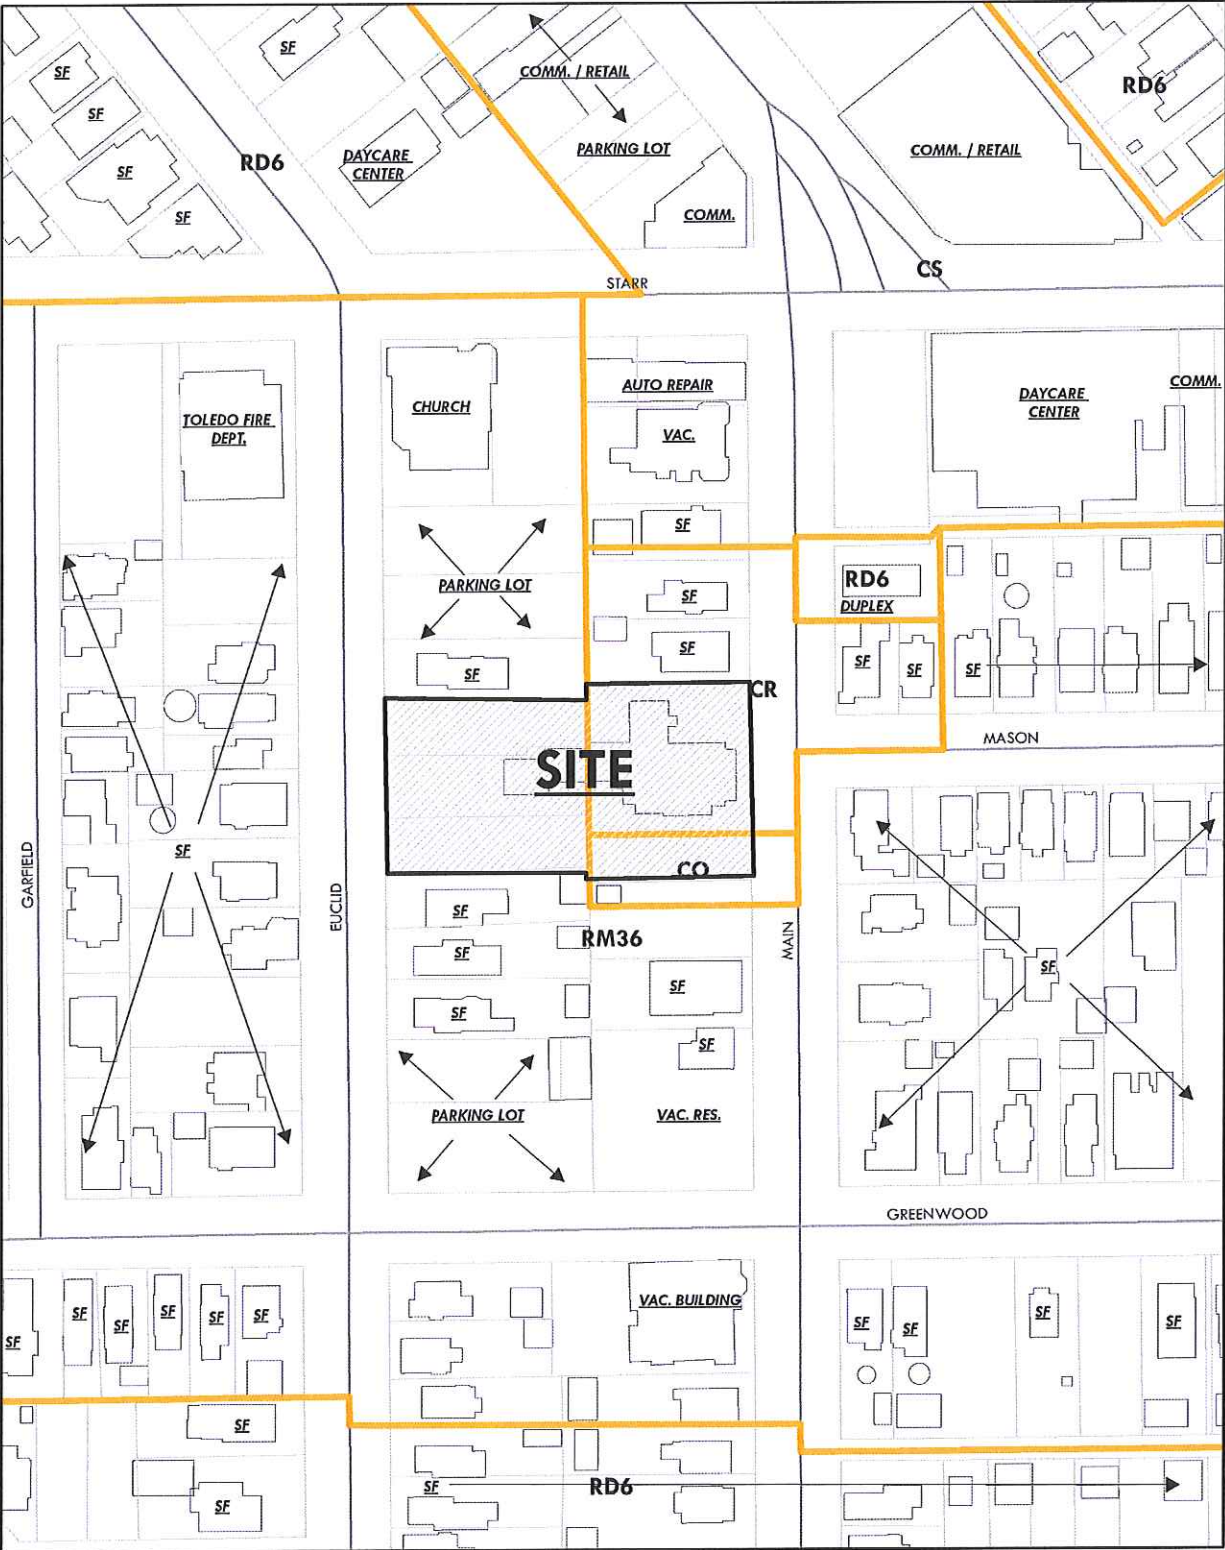 SF
COMM. / RETAIL
SF
RD6
SF
RD6
DAYCARE
CENTER
PARKING LOT
COMM. / RETAIL
SF
SF
COMM.
CS
STARR
CHURCH
AUTO REPAIR
DAYCARE
CENTER
COMM.
TOLEDO FIRE
DEPT.
VAC.
SF
PARKING LOT
SF
RD6
DUPLEX
SF
SF
SF
SF
SF
CR
MASON
SITE
GARFIELD
SF
EUCLID
CO
SF
RM36
MAIN
SF
SF
SF
SF
SF
PARKING LOT
VAC. RES.
GREENWOOD
VAC. BUILDING
SF
SF
SF
SF
SF
SF
SF
SF
SF
SF
SF
SF
RD6
SF